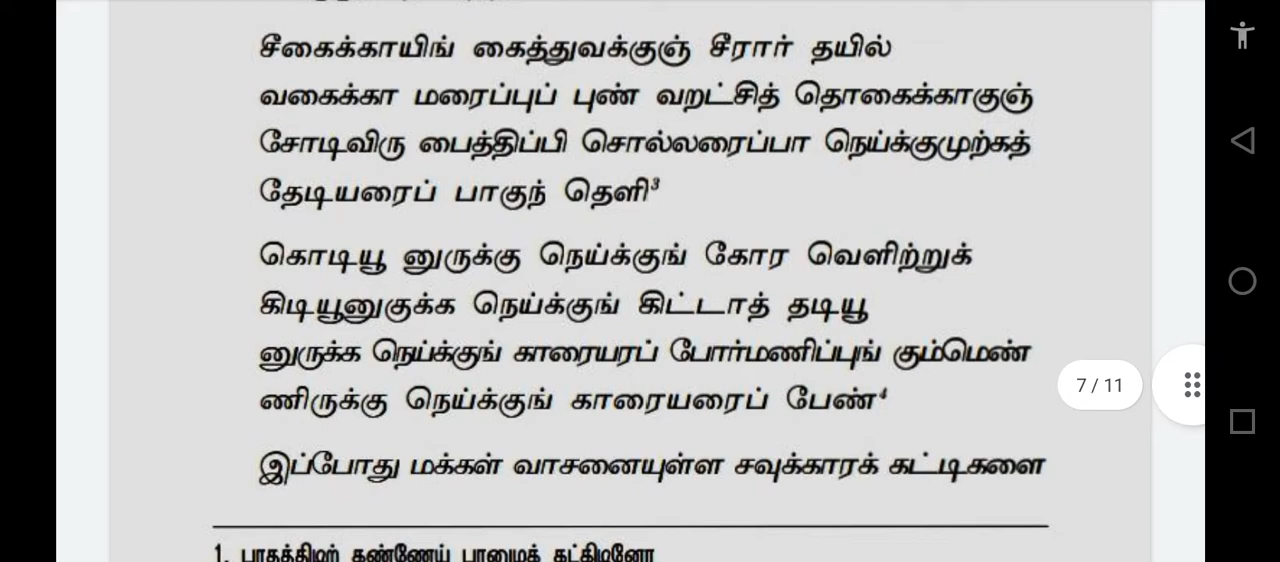 சீகைக்காயிங் கைத்துவக்குஞ் சீரார் தயில்
வகைக்கா மரைப்புப் புண் வறட்சித் தொகைக்காகுஞ்
சோடிவிரு பைத்திப்பி சொல்லரைப்பா நெய்க்குமுற்கத்
தேடியரைப் பாகுந் தெளி3
கொடியூ னுருக்கு நெய்க்குங் கோர வெளிற்றுக்
கிடியூனுகுக்க நெய்க்குங் கிட்டாத் தடியூ
னுருக்க நெய்க்குங் காரையரப் போர்மணிப்புங் கும்மெண்
ணிருக்கு நெய்க்குங் காரையரைப் பேண்4
இப்போது மக்கள் வாசனையுள்ள சவுக்காரக் கட்டிகளை
7 / 11
1.